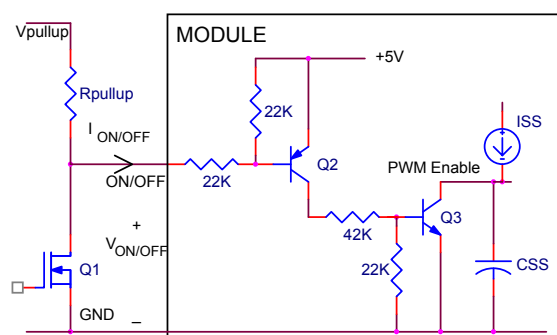 Vpullup
MODULE
+5V
Rpullup
22K
ISS
I ON/OFF
Q2
PWM Enable
ON/OFF
22K
Q3
+
42K
CSS
V ON/OFF
22K
Q1
GND
–